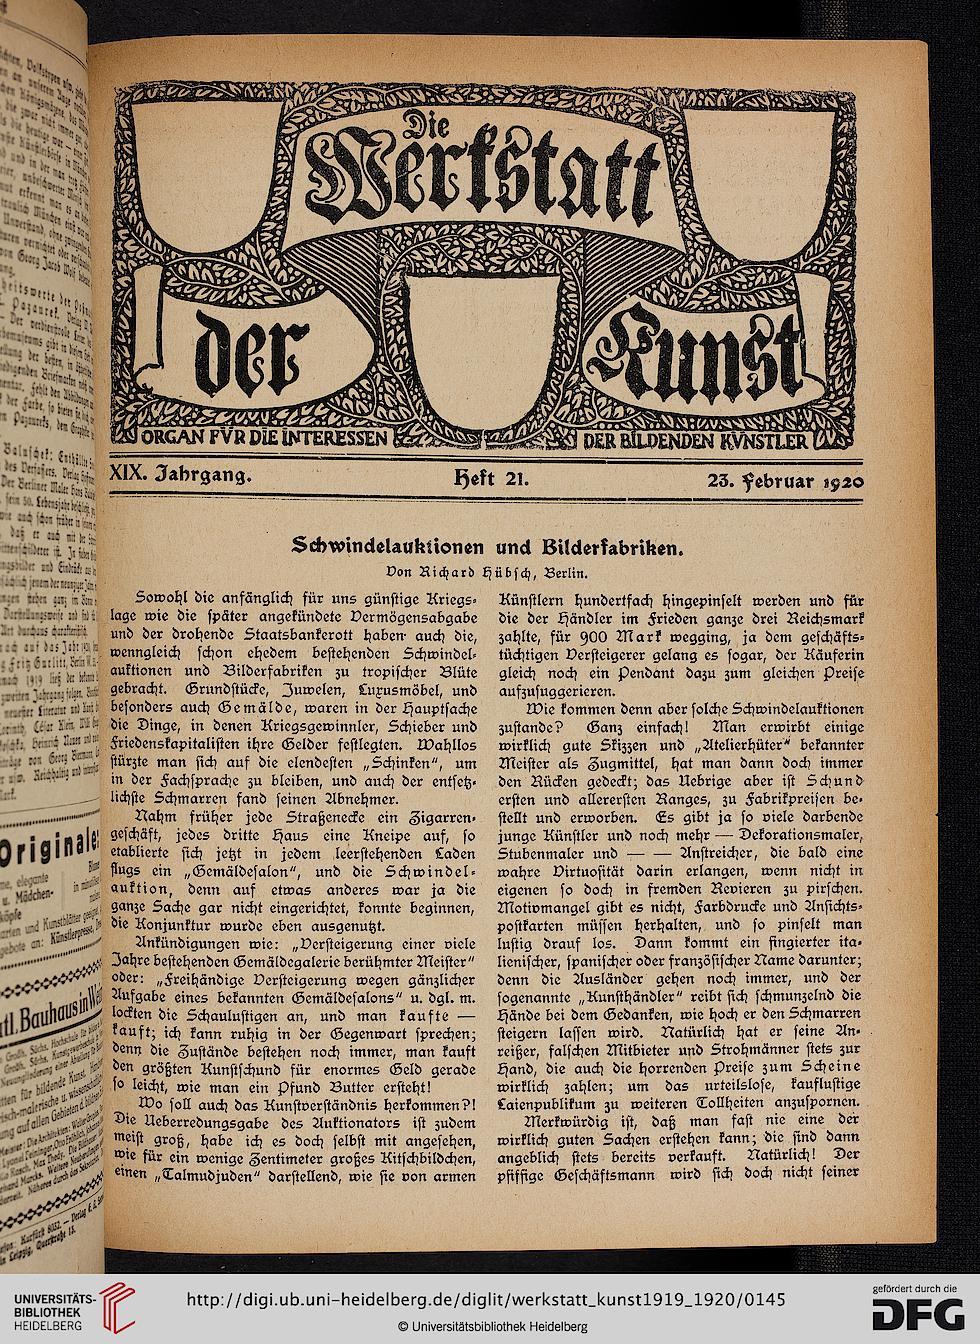 Die
Werkstatt
der
Kunst
ORGAN FVR DIE INTERESSEN
DER BILDENDEN KVNSTLER
XIX. Jahrgang.
Heft 21.
23. Februar 1920
Schwindelauktionen und Bilderfabriken.
Von Richard Hübsch, Berlin.
Sowohl die anfänglich für uns günstige Kriegs-
lage wie die später angekündete Vermögensabgabe
und der drohende Staatsbankerott haben auch die,
wenngleich schon ehedem bestehenden Schwindel-
auktionen und Bilderfabriken zu tropischer Blüte
gebracht. Grundstücke, Juwelen, Luxusmöbel, und
besonders auch Gemälde, waren in der Hauptsache
die Dinge, in denen Kriegsgewinnler, Schieber und
Friedenskapitalisten ihre Gelder festlegten. Wahllos
stürzte man sich auf die elendesten „Schinken“, um
in der Fachsprache zu bleiben, und auch der entsetz-
lichste Schmarren fand seinen Abnehmer.
Nahm früher jede Straßenecke ein Zigarren-
geschäft, jedes dritte Haus eine Kneipe auf, so
etablierte sich jetzt in jedem leerstehenden Laden
flugs ein „Gemäldesalon“, und die Schwindel-
auktion, denn auf etwas anderes war ja die
ganze Sache gar nicht eingerichtet, konnte beginnen,
die Konjunktur wurde eben ausgenutzt.
Ankündigungen wie: „Versteigerung einer viele
Jahre bestehenden Gemäldegalerie berühmter Meister“
oder: „Freihändige Versteigerung wegen gänzlicher
Aufgabe eines bekannten Gemäldesalons“ u. dgl. m.
lockten die Schaulustigen an, und man kaufte —
kauft; ich kann ruhig in der Gegenwart sprechen;
denn die Zustände bestehen noch immer, man kauft
den größten Kunstschund für enormes Geld gerade
so leicht, wie man ein Pfund Butter ersteht!
Wo soll auch das Kunstverständnis herkommen?!
Die Ueberredungsgabe des Auktionators ist zudem
meist groß, habe ich es doch selbst mit angesehen,
wie für ein wenige Zentimeter großes Kitschbildchen,
einen „Talmudjuden“ darstellend, wie sie von armen
Künstlern hundertfach hingepinselt werden und für
die der Händler im Frieden ganze drei Reichsmark
zahlte, für 900 Mark wegging, ja dem geschäfts-
tüchtigen Versteigerer gelang es sogar, der Käuferin
gleich noch ein Pendant dazu zum gleichen Preise
aufzusuggerieren.
Wie kommen denn aber solche Schwindelauktionen
zustande? Ganz einfach! Man erwirbt einige
wirklich gute Skizzen und „Atelierhüter“ bekannter
Meister als Zugmittel, hat man dann doch immer
den Rücken gedeckt; das Uebrige aber ist Schund
ersten und allerersten Ranges, zu Fabrikpreisen be-
stellt und erworben. Es gibt ja so viele darbende
junge Künstler und noch mehr — Dekorationsmaler,
Stubenmaler und — — Anstreicher, die bald eine
wahre Virtuosität darin erlangen, wenn nicht in
eigenen so doch in fremden Revieren zu pirschen.
Motivmangel gibt es nicht, Farbdrucke und Ansichts-
postkarten müssen herhalten, und so pinselt man
lustig drauf los. Dann kommt ein fingierter ita-
lienischer, spanischer oder französischer Name darunter;
denn die Ausländer gehen noch immer, und der
sogenannte „Kunsthändler“ reibt sich schmunzelnd die
Hände bei dem Gedanken, wie hoch er den Schmarren
steigern lassen wird. Natürlich hat er seine An-
reißer, falschen Mitbieter und Strohmänner stets zur
Hand, die auch die horrenden Preise zum Scheine
wirklich zahlen; um das urteilslose, kauflustige
Laienpublikum zu weiteren Tollheiten anzuspornen.
Merkwürdig ist, daß man fast nie eine der
wirklich guten Sachen erstehen kann; die sind dann
angeblich stets bereits verkauft. Natürlich! Der
pfiffige Geschäftsmann wird sich doch nicht seiner
UNIVERSITÄTS-
BIBLIOTHEK
HEIDELBERG
http://digi.ub.uni-heidelberg.de/diglit/werkstatt_kunst1919_1920/0145
© Universitätsbibliothek Heidelberg
gefördert durch die
DFG